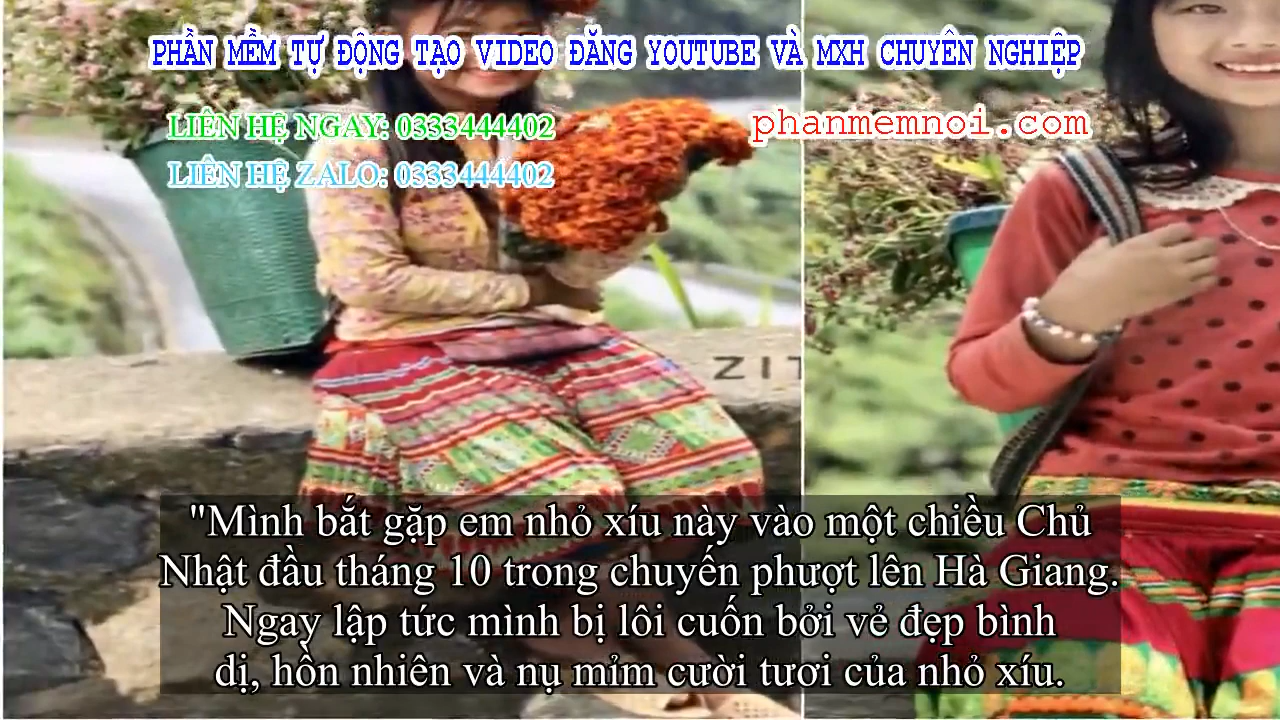 PHẦN MỀM TỰ ĐỘNG TẠO VIDEO ĐĂNG YOUTUBE VÀ MXH CHUYÊN NGHIỆP
LIÊN HỆ NGAY: 0333444402
phanmemnoi.com
LIÊN HỆ ZALO: 0333444402
ZIT
"Mình bắt gặp em nhỏ xíu này vào một chiều Chủ
Nhật đầu tháng 10 trong chuyến phượt lên Hà Giang.
Ngay lập tức mình bị lôi cuốn bởi vẻ đẹp bình
dị, hồn nhiên và nụ mỉm cười tươi của nhỏ xíu.